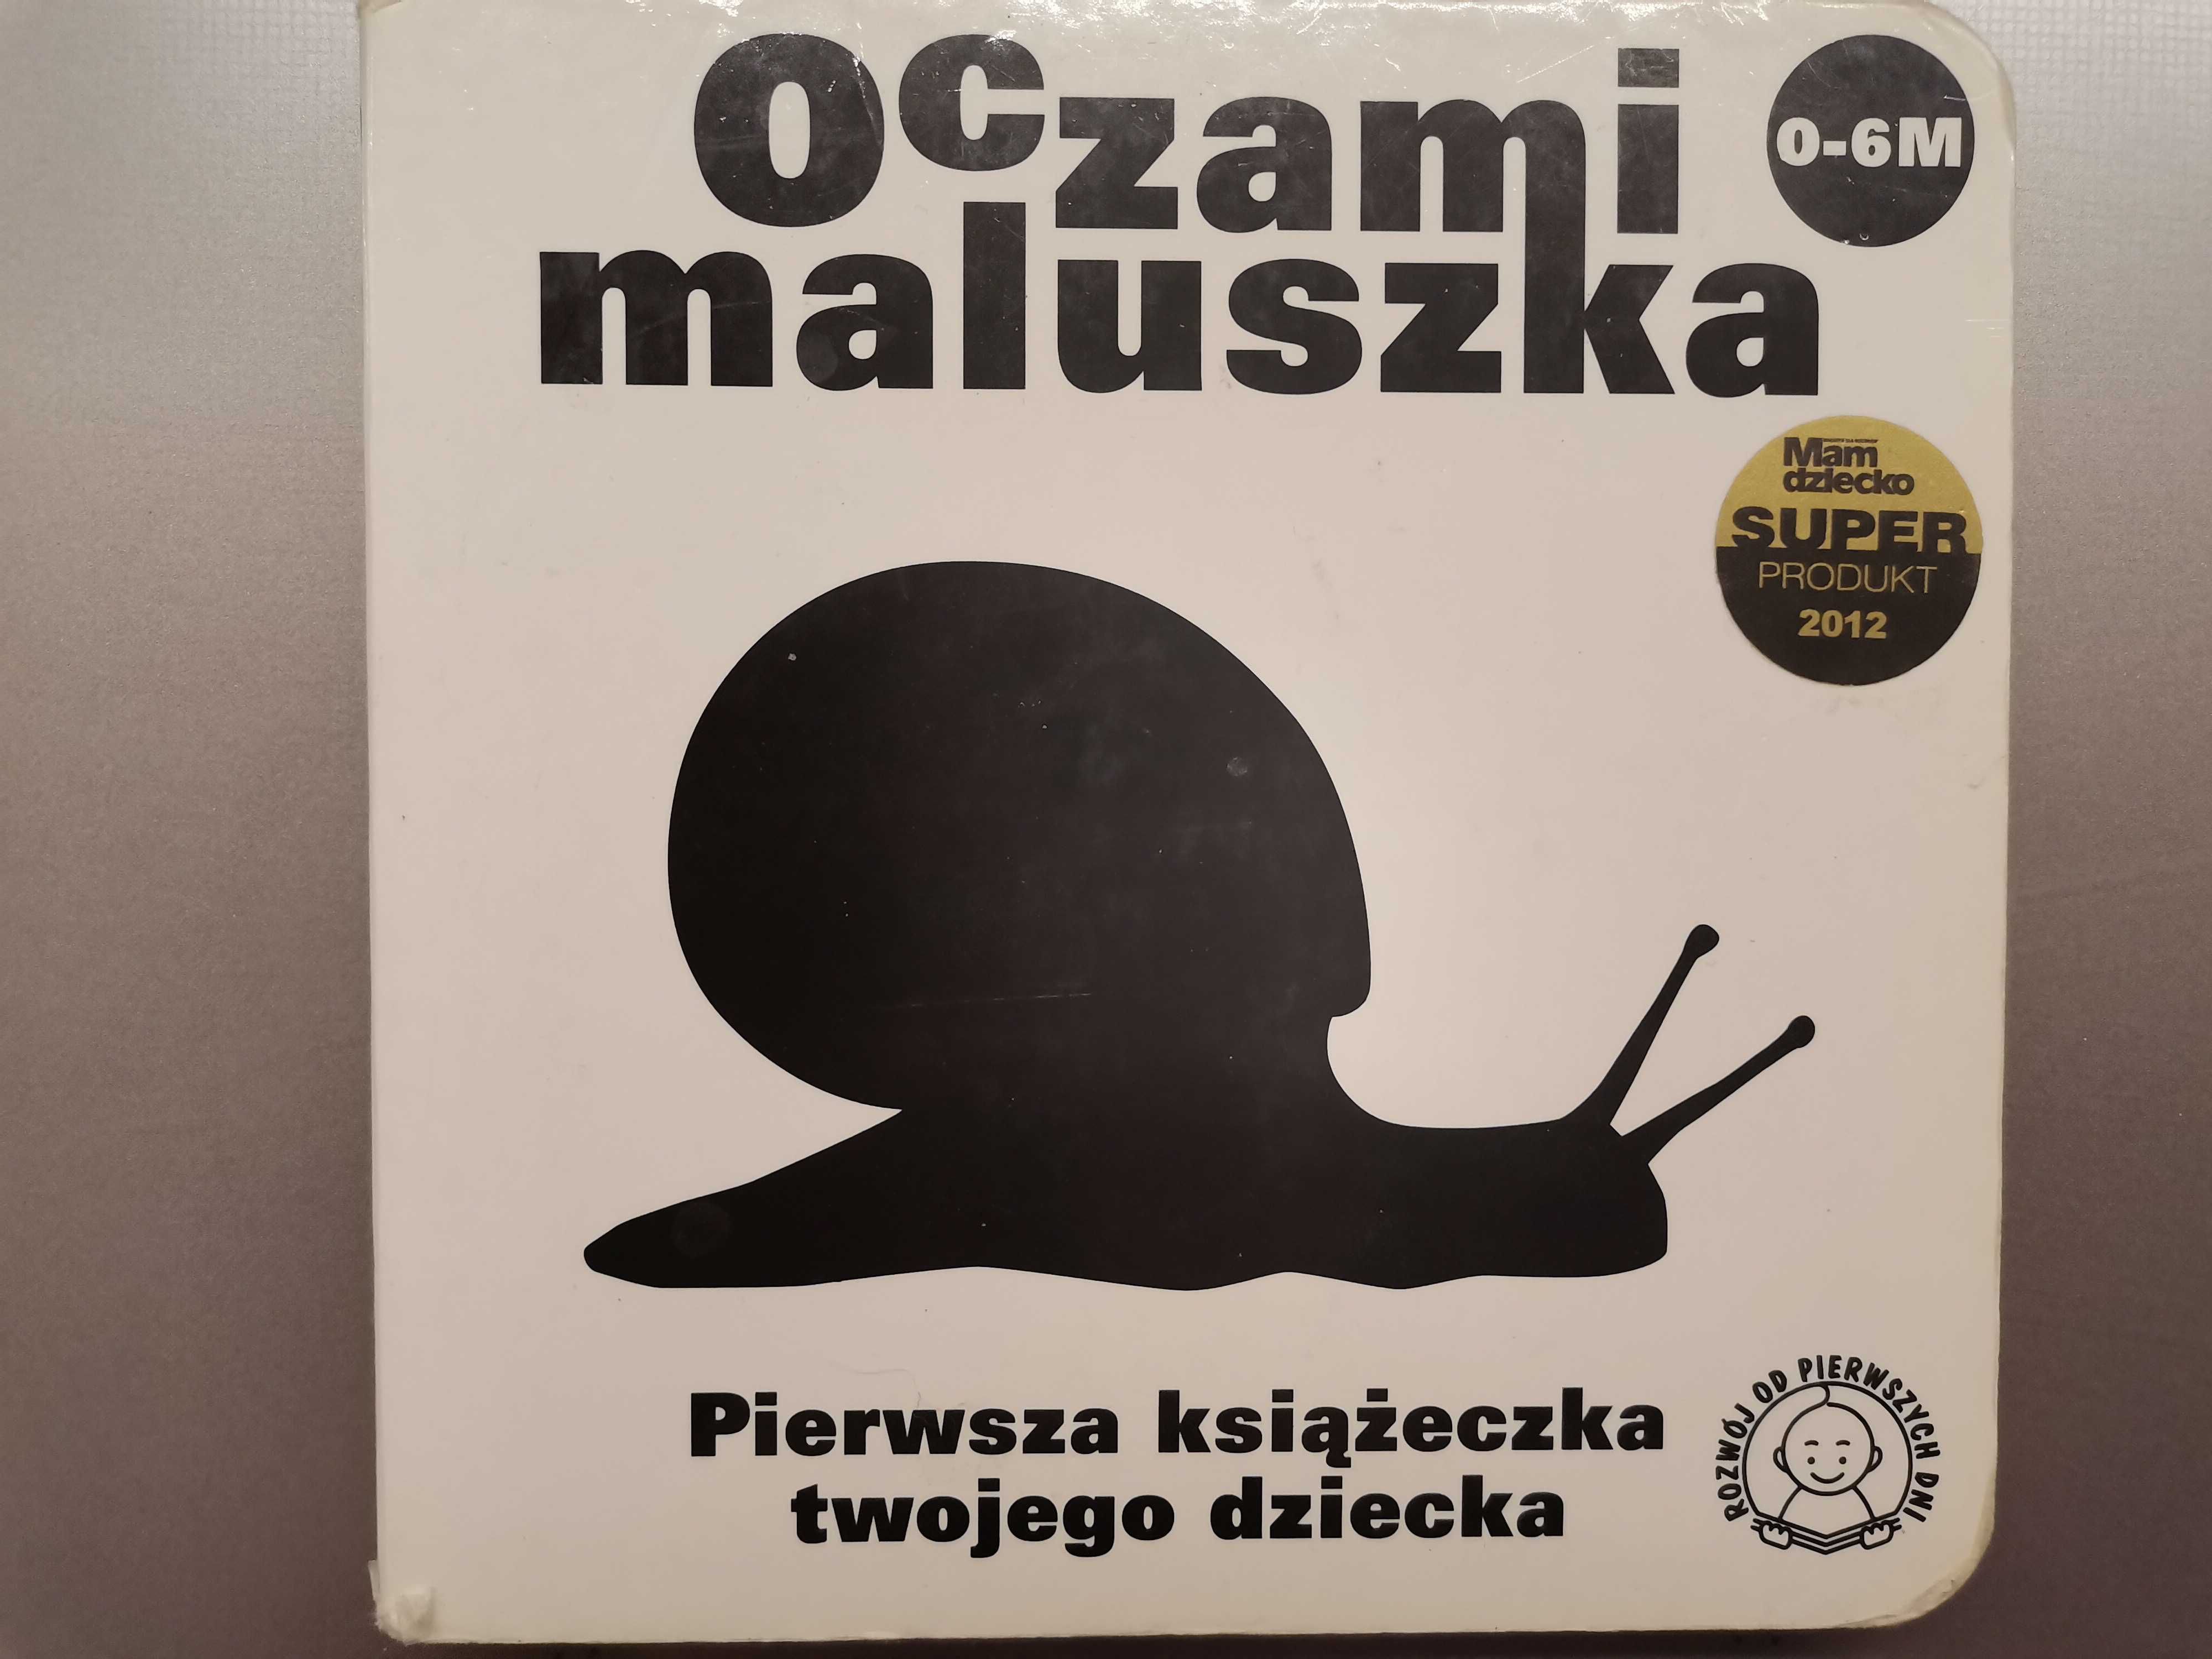 oczami
maluszka
0-6M
Mam
dziecko
SUPER
PRODUKT
2012
Pierwsza książeczka
twojego dziecka
ROZWÓJ OD PIERWSZYCH DNI